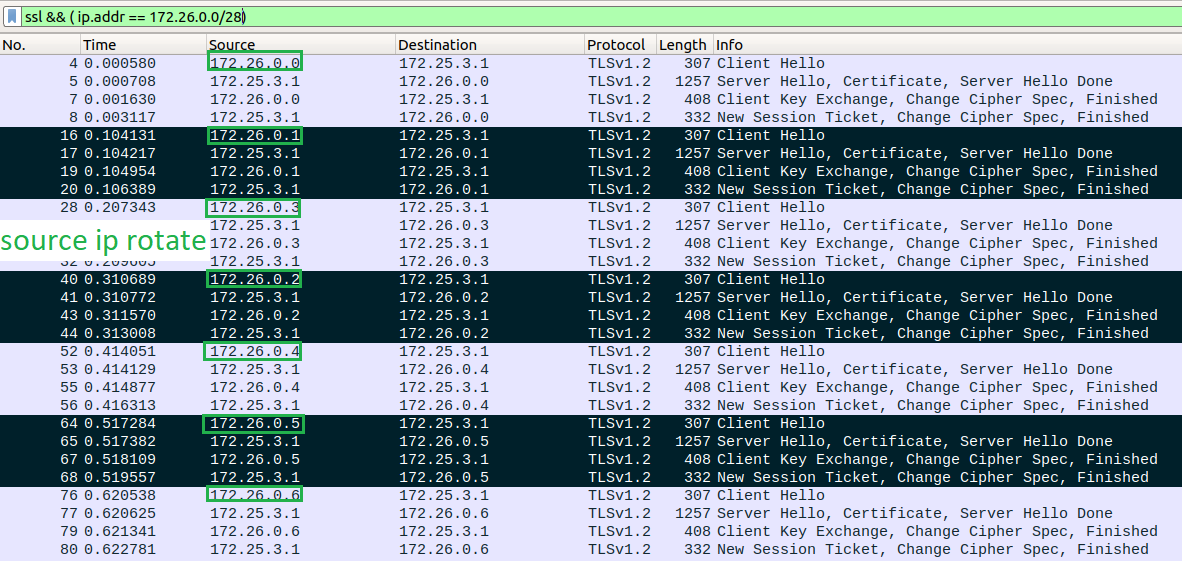 ssl && ( ip.addr == 172.26.0.0/28)
No. Time Source Destination Protocol Length Info
4 0.000580 172.26.0.0 172.25.3.1 TLSv1.2 307 Client Hello
5 0.000708 172.25.3.1 172.26.0.0 TLSv1.2 1257 Server Hello, Certificate, Server Hello Done
7 0.001630 172.26.0.0 172.25.3.1 TLSv1.2 408 Client Key Exchange, Change Cipher Spec, Finished
8 0.003117 172.25.3.1 172.26.0.0 TLSv1.2 332 New Session Ticket, Change Cipher Spec, Finished
16 0.104131 172.26.0.1 172.25.3.1 TLSv1.2 307 Client Hello
17 0.104217 172.25.3.1 172.26.0.1 TLSv1.2 1257 Server Hello, Certificate, Server Hello Done
19 0.104954 172.26.0.1 172.25.3.1 TLSv1.2 408 Client Key Exchange, Change Cipher Spec, Finished
20 0.106389 172.25.3.1 172.26.0.1 TLSv1.2 332 New Session Ticket, Change Cipher Spec, Finished
28 0.207343 172.26.0.3 172.25.3.1 TLSv1.2 307 Client Hello
172.25.3.1 172.26.0.3 TLSv1.2 1257 Server Hello, Certificate, Server Hello Done
source ip rotate 172.26.0.3 172.25.3.1 TLSv1.2 408 Client Key Exchange, Change Cipher Spec, Finished
32 0.209605 172.25.3.1 172.26.0.3 TLSv1.2 332 New Session Ticket, Change Cipher Spec, Finished
40 0.310689 172.26.0.2 172.25.3.1 TLSv1.2 307 Client Hello
41 0.310772 172.25.3.1 172.26.0.2 TLSv1.2 1257 Server Hello, Certificate, Server Hello Done
43 0.311570 172.26.0.2 172.25.3.1 TLSv1.2 408 Client Key Exchange, Change Cipher Spec, Finished
44 0.313008 172.25.3.1 172.26.0.2 TLSv1.2 332 New Session Ticket, Change Cipher Spec, Finished
52 0.414051 172.26.0.4 172.25.3.1 TLSv1.2 307 Client Hello
53 0.414129 172.25.3.1 172.26.0.4 TLSv1.2 1257 Server Hello, Certificate, Server Hello Done
55 0.414877 172.26.0.4 172.25.3.1 TLSv1.2 408 Client Key Exchange, Change Cipher Spec, Finished
56 0.416313 172.25.3.1 172.26.0.4 TLSv1.2 332 New Session Ticket, Change Cipher Spec, Finished
64 0.517284 172.26.0.5 172.25.3.1 TLSv1.2 307 Client Hello
65 0.517382 172.25.3.1 172.26.0.5 TLSv1.2 1257 Server Hello, Certificate, Server Hello Done
67 0.518109 172.26.0.5 172.25.3.1 TLSv1.2 408 Client Key Exchange, Change Cipher Spec, Finished
68 0.519557 172.25.3.1 172.26.0.5 TLSv1.2 332 New Session Ticket, Change Cipher Spec, Finished
76 0.620538 172.26.0.6 172.25.3.1 TLSv1.2 307 Client Hello
77 0.620625 172.25.3.1 172.26.0.6 TLSv1.2 1257 Server Hello, Certificate, Server Hello Done
79 0.621341 172.26.0.6 172.25.3.1 TLSv1.2 408 Client Key Exchange, Change Cipher Spec, Finished
80 0.622781 172.25.3.1 172.26.0.6 TLSv1.2 332 New Session Ticket, Change Cipher Spec, Finished